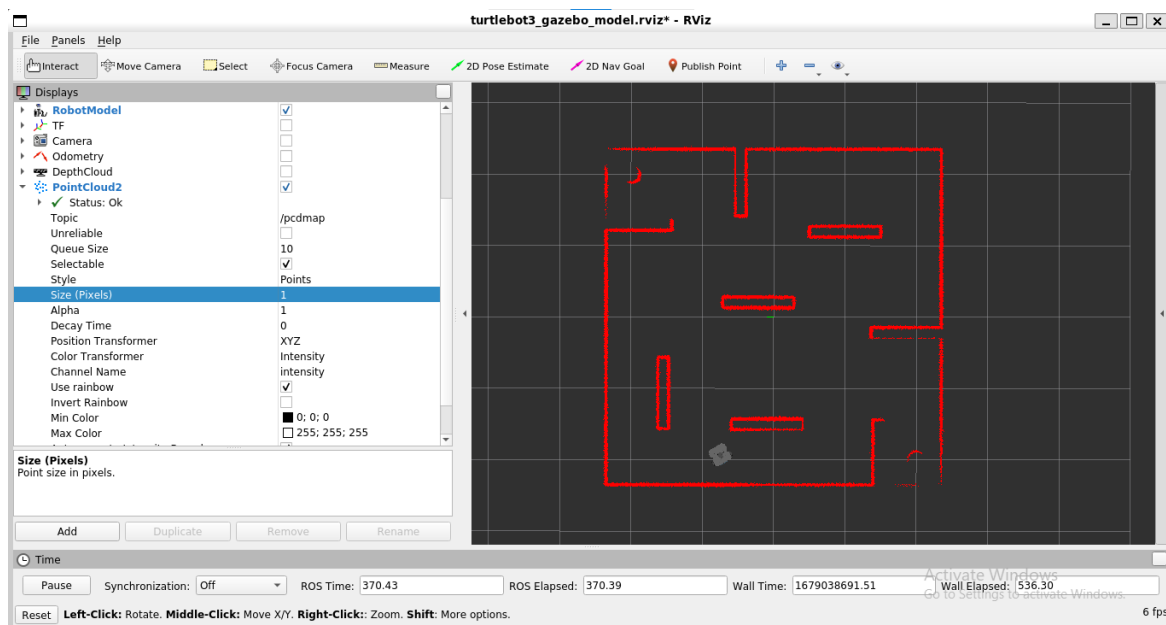 turtlebot3_gazebo_model.rviz* - RViz
File Panels Help
Interact Move Camera Select Focus Camera Measure 2D Pose Estimate 2D Nav Goal Publish Point
Displays
RobotModel
TF
Camera
Odometry
DepthCloud
PointCloud2
Status: Ok
Topic /pcdmap
Unreliable
Queue Size 10
Selectable
Style Points
Size (Pixels) 1
Alpha 1
Decay Time 0
Position Transformer XYZ
Color Transformer Intensity
Channel Name intensity
Use rainbow
Invert Rainbow
Min Color 0; 0; 0
Max Color 255; 255; 255
Size (Pixels)
Point size in pixels.
Add Duplicate Remove Rename
Time
Pause Synchronization: Off ROS Time: 370.43 ROS Elapsed: 370.39 Wall Time: 1679038691.51 Wall Elapsed: 536.30
Activate Windows
Go to Settings to activate Windows.
Reset Left-Click: Rotate. Middle-Click: Move X/Y. Right-Click:: Zoom. Shift: More options. 6 fps